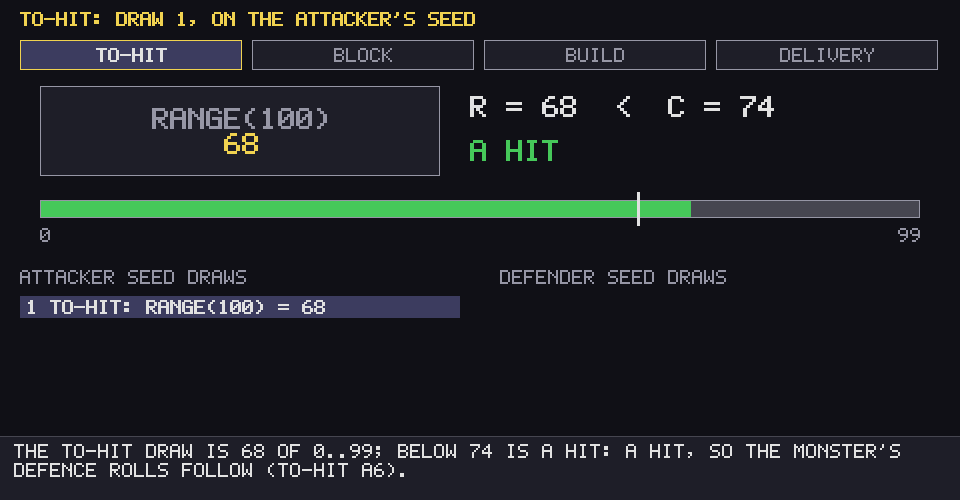 TO-HIT: DRAW 1, ON THE ATTACKER'S SEED
TO-HIT
BLOCK
BUILD
DELIVERY
RANGE(100)
68
R = 68 < C = 74
A HIT
0
99
ATTACKER SEED DRAWS
DEFENDER SEED DRAWS
1 TO-HIT: RANGE(100) = 68
THE TO-HIT DRAW IS 68 OF 0..99; BELOW 74 IS A HIT: A HIT, SO THE MONSTER'S
DEFENCE ROLLS FOLLOW (TO-HIT A6).